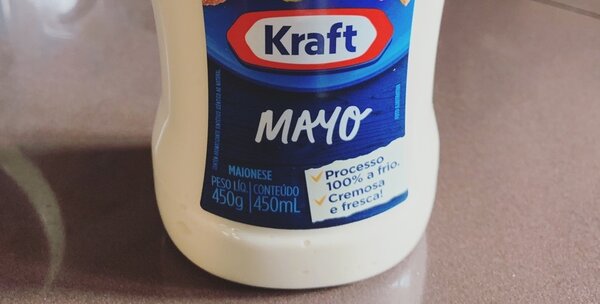 Kraft
MAYO
MAIONESE
PESO LÍQ.
450g
CONTEÚDO
450mL
Processo
100% a frio.
Cremosa
e fresca!